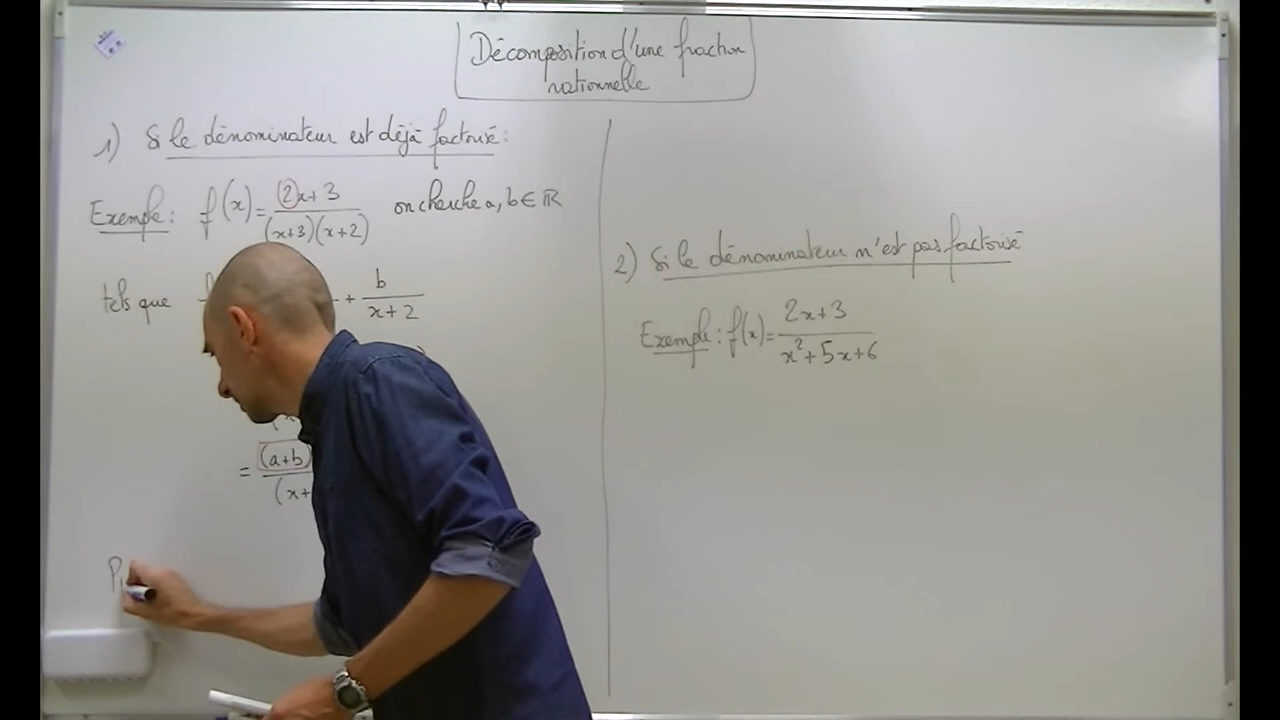 Décomposition d'une fraction
rationnelle
1) Si le dénominateur est déjà factorisé :
Exemple : f(x) = (2x+3)/((x+3)(x+2)) on cherche a, b ∈ ℝ
tels que + b/(x+2)
= (a+b)
(x+
P
2) Si le dénominateur n'est pas factorisé
Exemple : f(x) = (2x+3)/(x²+5x+6)